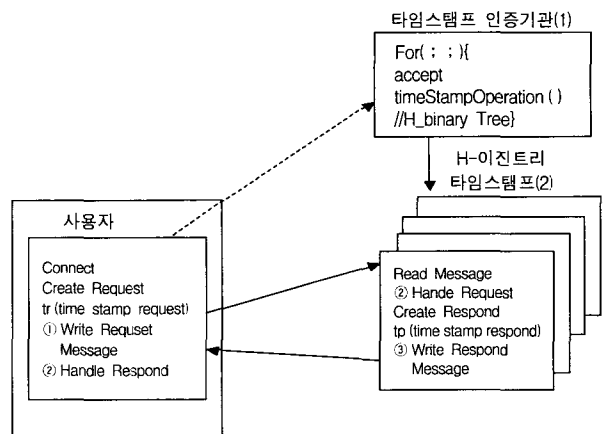 타임스탬프 인증기관(1)
For( ; ; ){
accept
timeStampOperation ( )
//H_binary Tree}
H-이진트리
타임스탬프(2)
사용자
Connect
Create Request
tr (time stamp request)
① Write Requset
Message
② Handle Respond
Read Message
② Hande Request
Create Respond
tp (time stamp respond)
③ Write Respond
Message